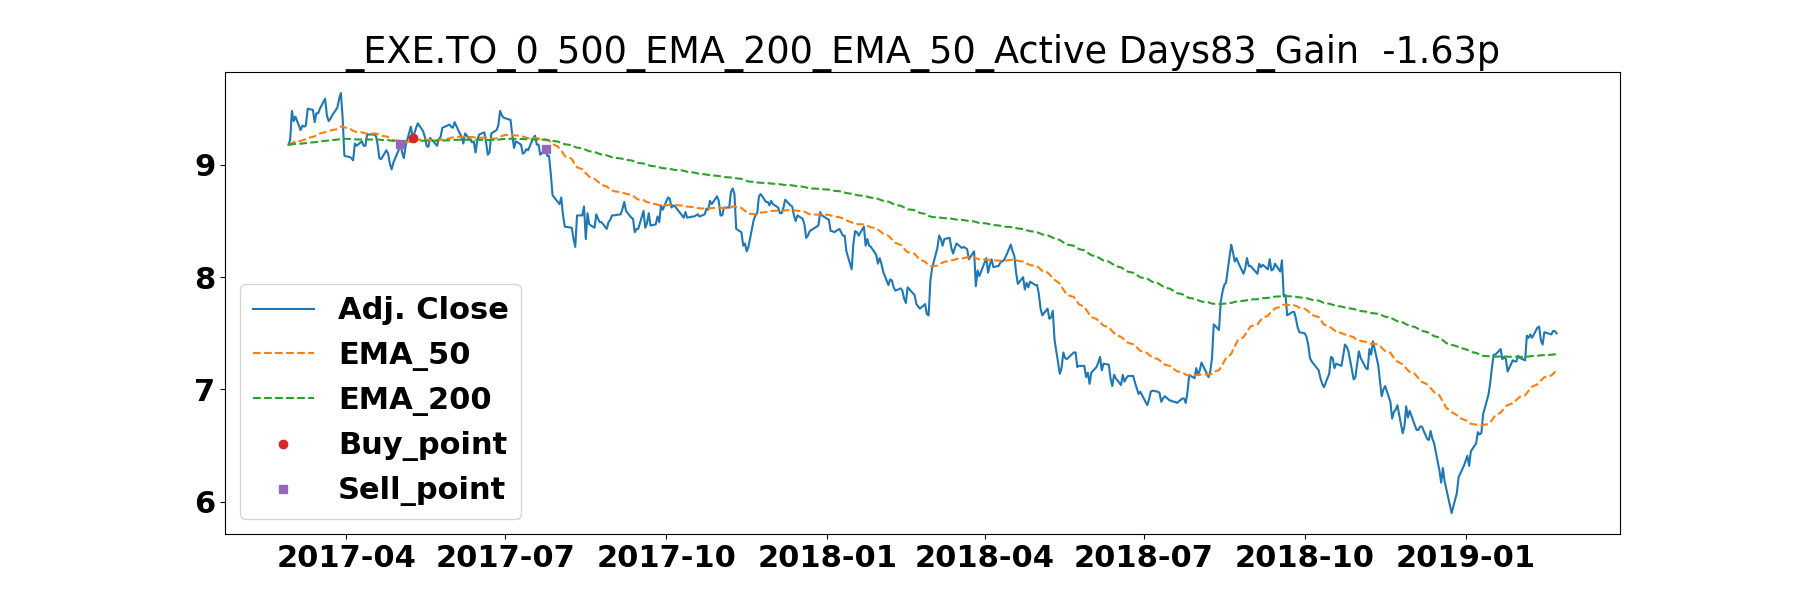 _EXE.TO_0_500_EMA_200_EMA_50_Active Days83_Gain  -1.63p
9
8
7
6
Adj. Close
EMA_50
EMA_200
Buy_point
Sell_point
2017-04 2017-07 2017-10 2018-01 2018-04 2018-07 2018-10 2019-01